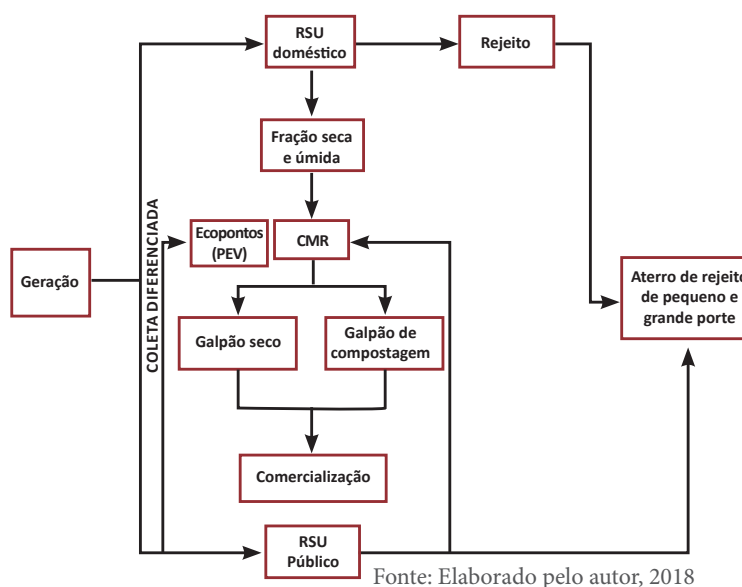 RSU
doméstico
Rejeito
Fração seca
e úmida
COLETA DIFERENCIADA
Ecopontos
(PEV)
CMR
Geração
Aterro de rejeito
de pequeno e
grande porte
Galpão seco
Galpão de
compostagem
Comercialização
RSU
Público
Fonte: Elaborado pelo autor, 2018